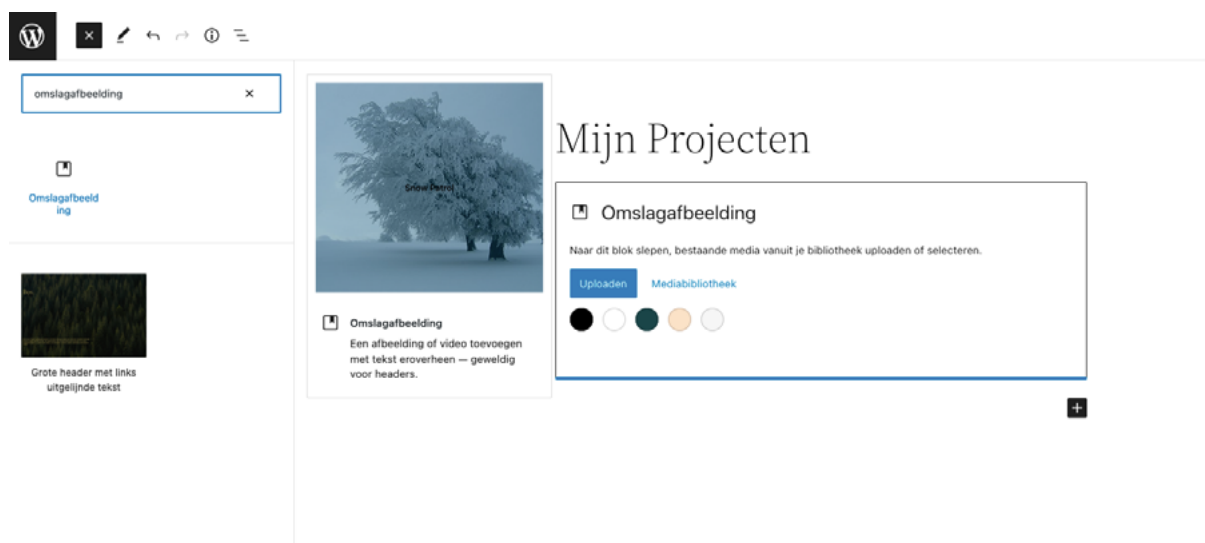 omslagafbeelding
Omslagafbeeld
ing
Grote header met links
uitgelijnde tekst
Snow Patrol
Omslagafbeelding
Een afbeelding of video toevoegen
met tekst eroverheen — geweldig
voor headers.
Mijn Projecten
Omslagafbeelding
Naar dit blok slepen, bestaande media vanuit je bibliotheek uploaden of selecteren.
Uploaden Mediabibliotheek